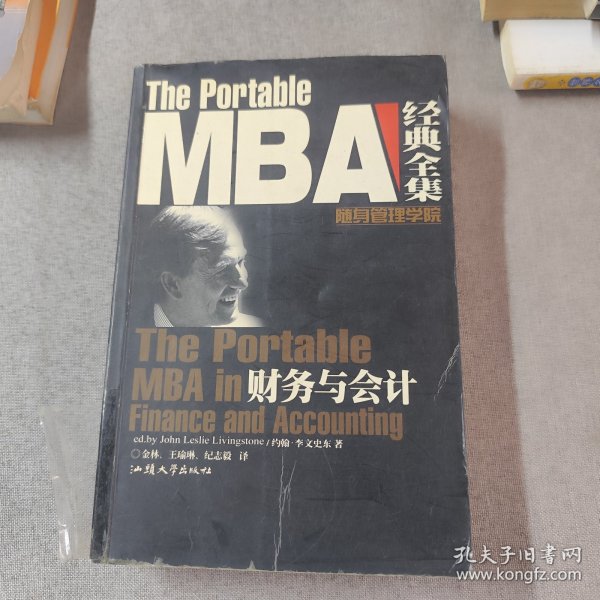 The Portable
MBA
经典全集
随身管理学院
The Portable
MBA in 财务与会计
Finance and Accounting
ed.by John Leslie Livingstone / 约翰·李文史东 著
◎金林、王瑜琳、纪志毅 译
汕头大学出版社
孔夫子旧书网
www.kongfz.com